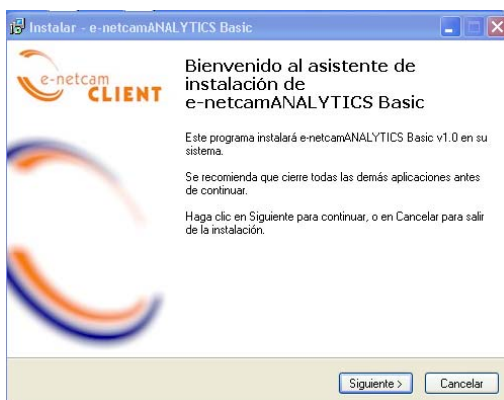 Instalar - e-netcamANALYTICS Basic
e-netcam
CLIENT
Bienvenido al asistente de
instalación de
e-netcamANALYTICS Basic
Este programa instalará e-netcamANALYTICS Basic v1.0 en su
sistema.
Se recomienda que cierre todas las demás aplicaciones antes
de continuar.
Haga clic en Siguiente para continuar, o en Cancelar para salir
de la instalación.
Siguiente > Cancelar